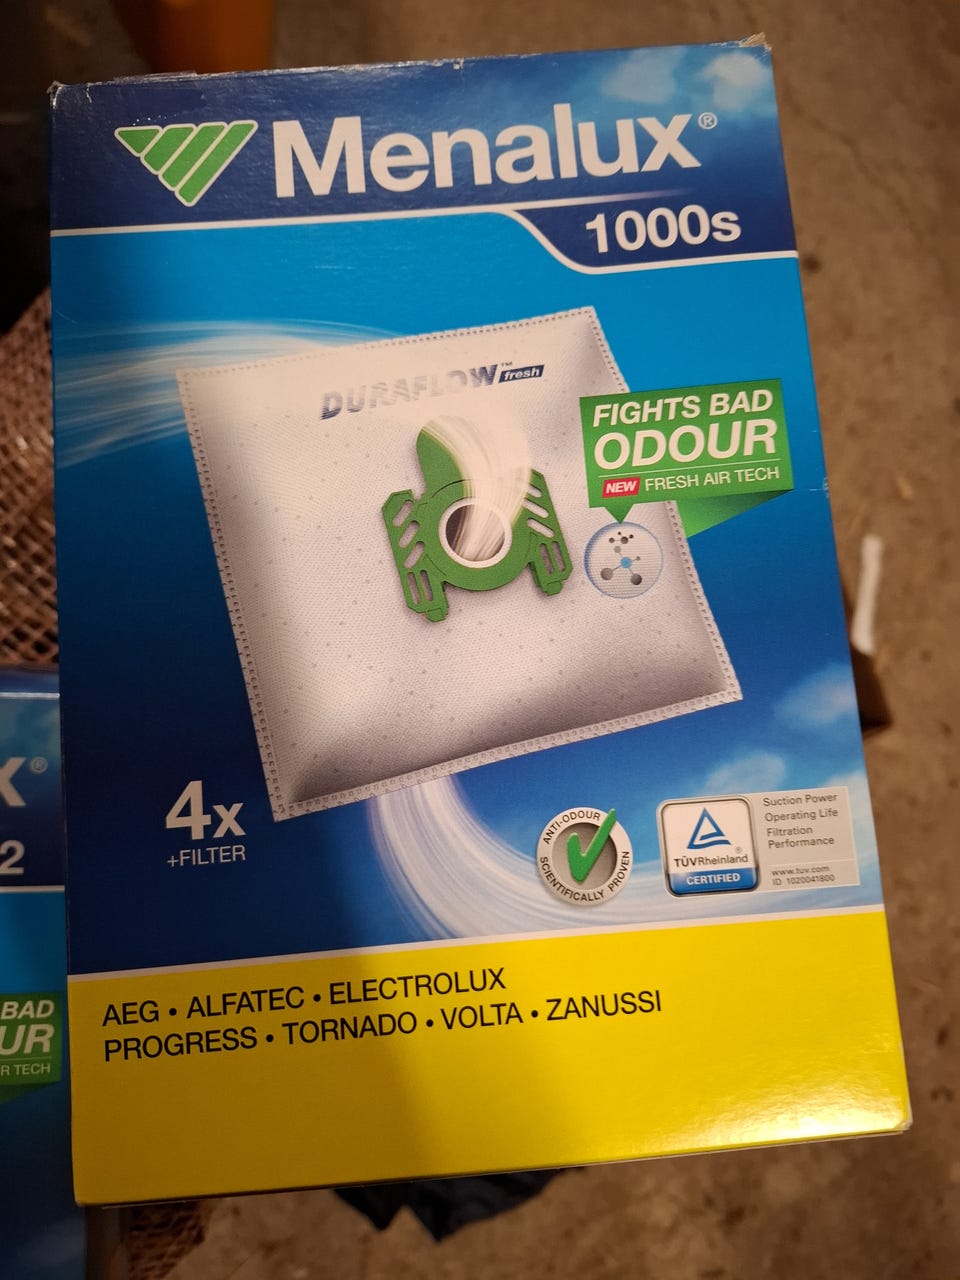 Menalux®
1000s
DURAFLOW™ fresh
FIGHTS BAD
ODOUR
NEW FRESH AIR TECH
4x
+FILTER
ANTI-ODOUR
SCIENTIFICALLY PROVEN
TÜVRheinland®
CERTIFIED
Suction Power
Operating Life
Filtration
Performance
www.tuv.com
ID 1020041800
AEG • ALFATEC • ELECTROLUX
PROGRESS • TORNADO • VOLTA • ZANUSSI
x®
2
BAD
UR
R TECH